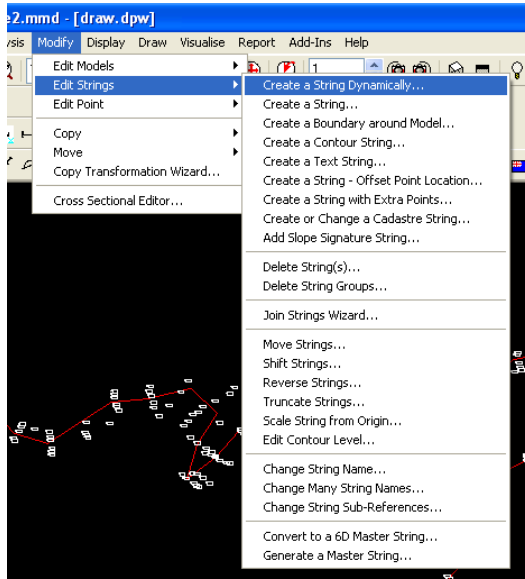 e2.mmd - [draw.dpw]
ysis Modify Display Draw Visualise Report Add-Ins Help
1
Edit Models
Edit Strings
Edit Point
Copy
Move
Copy Transformation Wizard...
Cross Sectional Editor...
Create a String Dynamically...
Create a String...
Create a Boundary around Model...
Create a Contour String...
Create a Text String...
Create a String - Offset Point Location...
Create a String with Extra Points...
Create or Change a Cadastre String...
Add Slope Signature String...
Delete String(s)...
Delete String Groups...
Join Strings Wizard...
Move Strings...
Shift Strings...
Reverse Strings...
Truncate Strings...
Scale String from Origin...
Edit Contour Level...
Change String Name...
Change Many String Names...
Change String Sub-References...
Convert to a 6D Master String...
Generate a Master String...